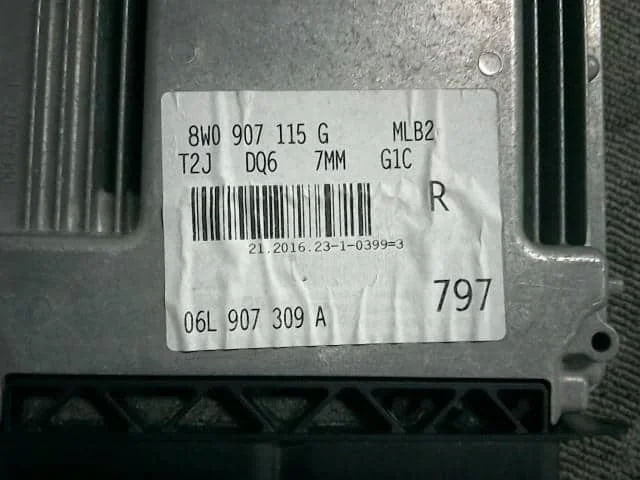 8W0 907 115 G MLB2
T2J DQ6 7MM G1C
R
21.2016.23-1-0399=3
06L 907 309 A
797